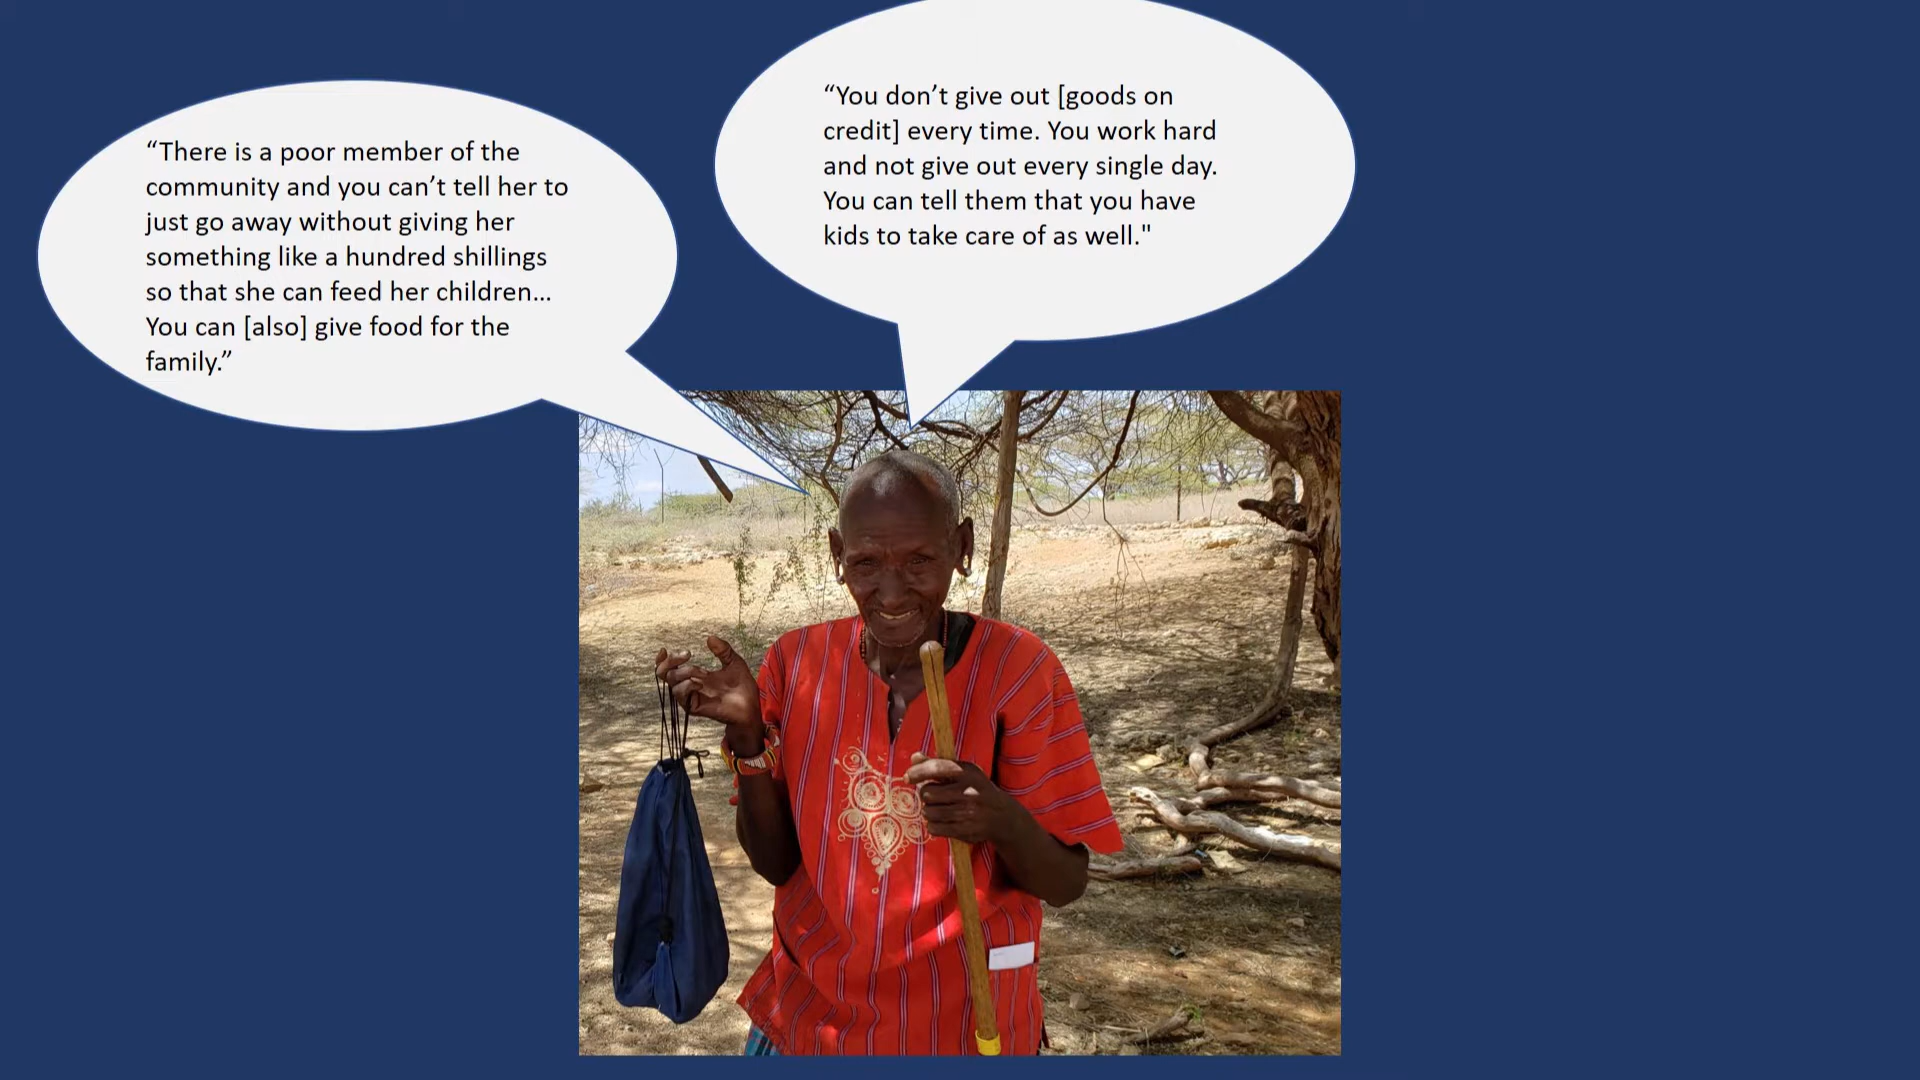 “There is a poor member of the
community and you can’t tell her to
just go away without giving her
something like a hundred shillings
so that she can feed her children...
You can [also] give food for the
family.”
“You don’t give out [goods on
credit] every time. You work hard
and not give out every single day.
You can tell them that you have
kids to take care of as well."